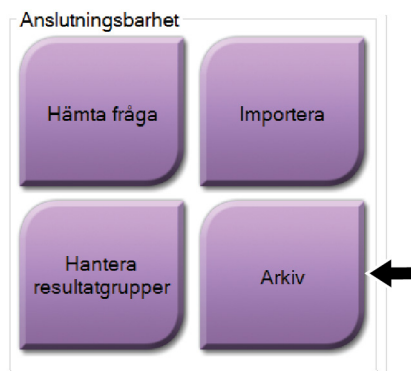 Anslutningsbarhet
Hämta fråga
Importera
Hantera
resultatgrupper
Arkiv